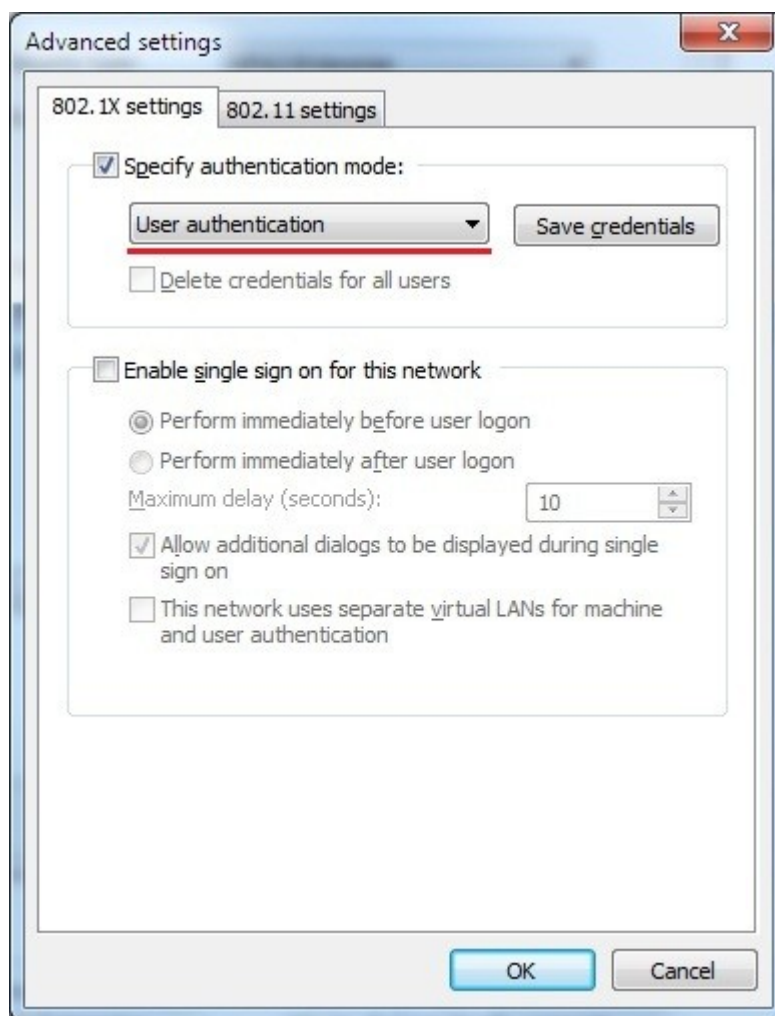 Advanced settings
802.1X settings
802.11 settings
Specify authentication mode:
User authentication
Save credentials
Delete credentials for all users
Enable single sign on for this network
Perform immediately before user logon
Perform immediately after user logon
Maximum delay (seconds):
10
Allow additional dialogs to be displayed during single
sign on
This network uses separate virtual LANs for machine
and user authentication
OK
Cancel